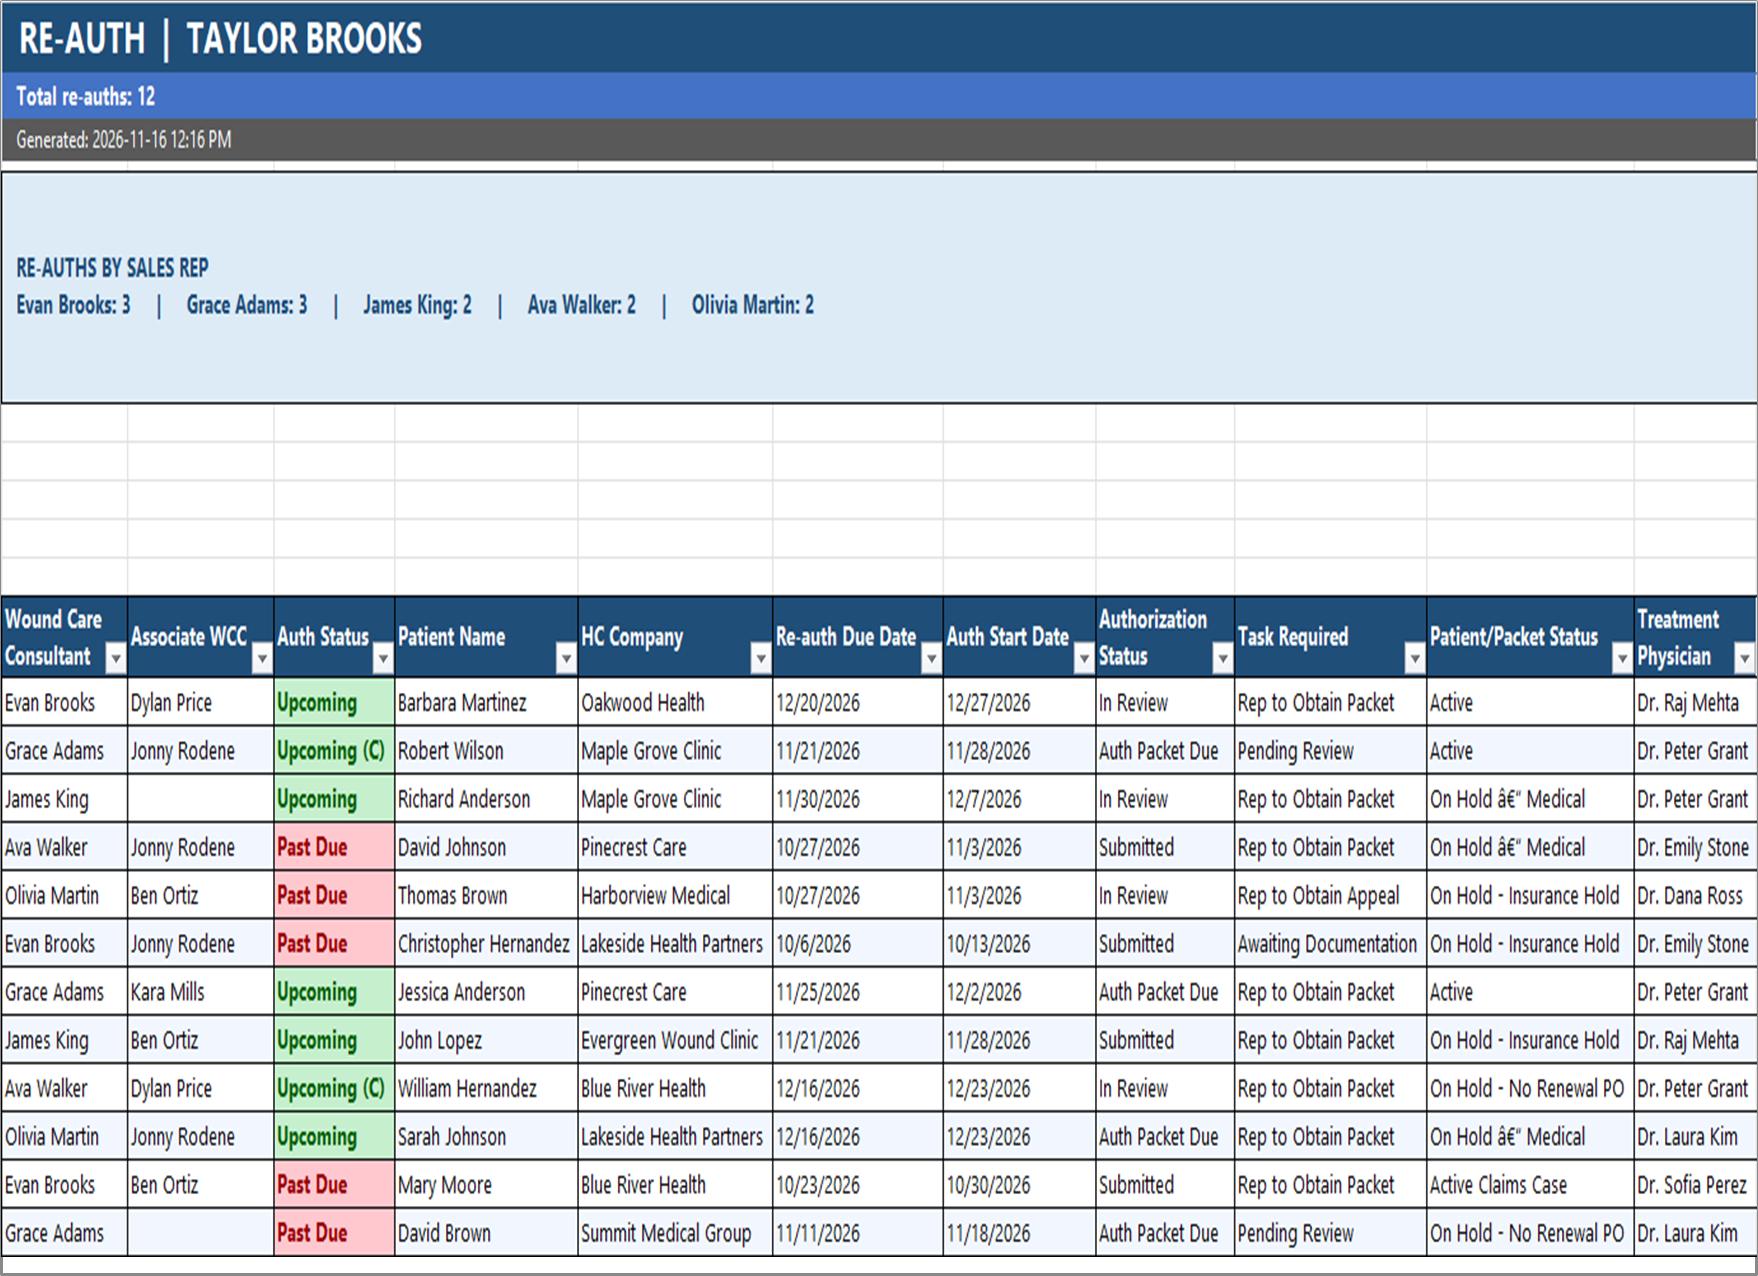 RE-AUTH | TAYLOR BROOKS
Total re-auths: 12
Generated: 2026-11-16 12:16 PM
RE-AUTHS BY SALES REP
Evan Brooks: 3 | Grace Adams: 3 | James King: 2 | Ava Walker: 2 | Olivia Martin: 2
Wound Care Consultant Associate WCC Auth Status Patient Name HC Company Re-auth Due Date Auth Start Date Authorization Status Task Required Patient/Packet Status Treatment Physician
Evan Brooks Dylan Price Upcoming Barbara Martinez Oakwood Health 12/20/2026 12/27/2026 In Review Rep to Obtain Packet Active Dr. Raj Mehta
Grace Adams Jonny Rodene Upcoming (C) Robert Wilson Maple Grove Clinic 11/21/2026 11/28/2026 Auth Packet Due Pending Review Active Dr. Peter Grant
James King Upcoming Richard Anderson Maple Grove Clinic 11/30/2026 12/7/2026 In Review Rep to Obtain Packet On Hold â€“ Medical Dr. Peter Grant
Ava Walker Jonny Rodene Past Due David Johnson Pinecrest Care 10/27/2026 11/3/2026 Submitted Rep to Obtain Packet On Hold â€“ Medical Dr. Emily Stone
Olivia Martin Ben Ortiz Past Due Thomas Brown Harborview Medical 10/27/2026 11/3/2026 In Review Rep to Obtain Appeal On Hold - Insurance Hold Dr. Dana Ross
Evan Brooks Jonny Rodene Past Due Christopher Hernandez Lakeside Health Partners 10/6/2026 10/13/2026 Submitted Awaiting Documentation On Hold - Insurance Hold Dr. Emily Stone
Grace Adams Kara Mills Upcoming Jessica Anderson Pinecrest Care 11/25/2026 12/2/2026 Auth Packet Due Rep to Obtain Packet Active Dr. Peter Grant
James King Ben Ortiz Upcoming John Lopez Evergreen Wound Clinic 11/21/2026 11/28/2026 Submitted Rep to Obtain Packet On Hold - Insurance Hold Dr. Raj Mehta
Ava Walker Dylan Price Upcoming (C) William Hernandez Blue River Health 12/16/2026 12/23/2026 In Review Rep to Obtain Packet On Hold - No Renewal PO Dr. Peter Grant
Olivia Martin Jonny Rodene Upcoming Sarah Johnson Lakeside Health Partners 12/16/2026 12/23/2026 Auth Packet Due Rep to Obtain Packet On Hold â€“ Medical Dr. Laura Kim
Evan Brooks Ben Ortiz Past Due Mary Moore Blue River Health 10/23/2026 10/30/2026 Submitted Rep to Obtain Packet Active Claims Case Dr. Sofia Perez
Grace Adams Past Due David Brown Summit Medical Group 11/11/2026 11/18/2026 Auth Packet Due Pending Review On Hold - No Renewal PO Dr. Laura Kim